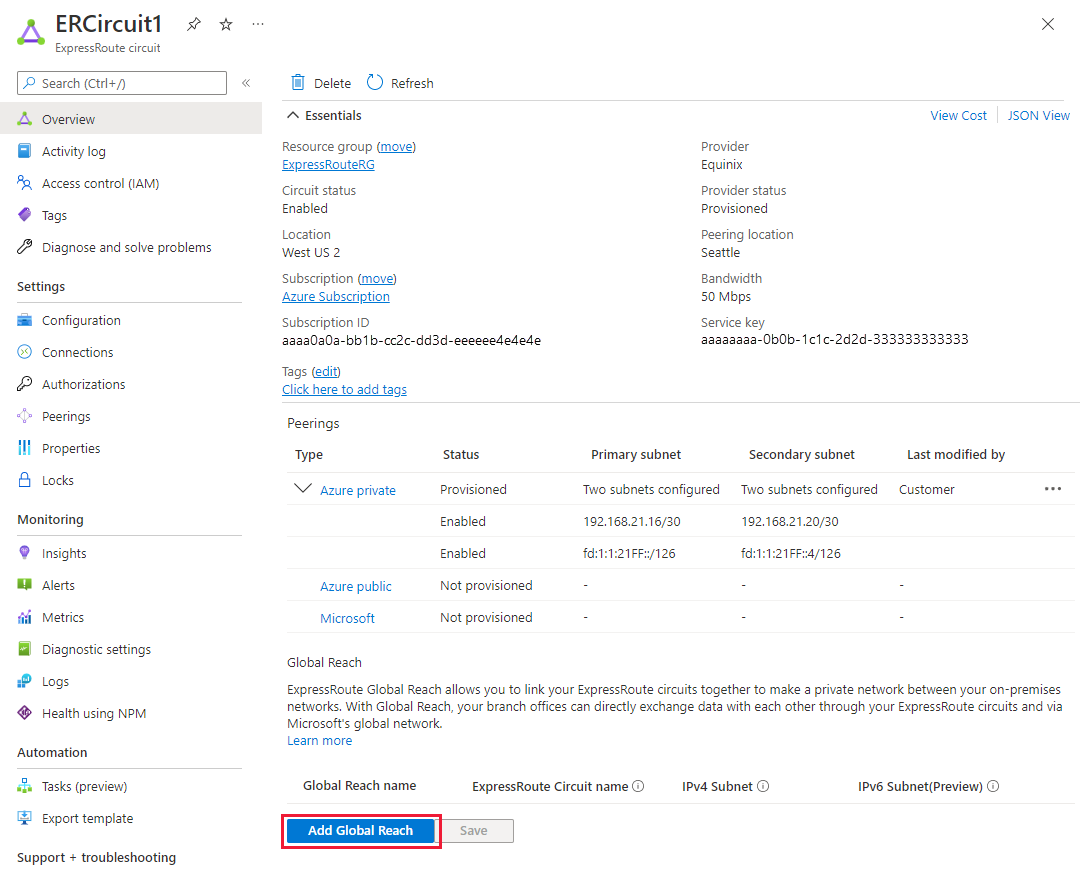 ERCircuit1
ExpressRoute circuit
Search (Ctrl+/)
Overview
Activity log
Access control (IAM)
Tags
Diagnose and solve problems
Settings
Configuration
Connections
Authorizations
Peerings
Properties
Locks
Monitoring
Insights
Alerts
Metrics
Diagnostic settings
Logs
Health using NPM
Automation
Tasks (preview)
Export template
Support + troubleshooting
Delete Refresh
Essentials View Cost JSON View
Resource group (move)
ExpressRouteRG
Circuit status
Enabled
Location
West US 2
Subscription (move)
Azure Subscription
Subscription ID
aaaa0a0a-bb1b-cc2c-dd3d-eeeeee4e4e4e
Tags (edit)
Click here to add tags
Provider
Equinix
Provider status
Provisioned
Peering location
Seattle
Bandwidth
50 Mbps
Service key
aaaaaaaa-0b0b-1c1c-2d2d-333333333333
Peerings
Type Status Primary subnet Secondary subnet Last modified by
Azure private Provisioned Two subnets configured Two subnets configured Customer
Enabled 192.168.21.16/30 192.168.21.20/30
Enabled fd:1:1:21FF::/126 fd:1:1:21FF::4/126
Azure public Not provisioned - - -
Microsoft Not provisioned - - -
Global Reach
ExpressRoute Global Reach allows you to link your ExpressRoute circuits together to make a private network between your on-premises
networks. With Global Reach, your branch offices can directly exchange data with each other through your ExpressRoute circuits and via
Microsoft's global network.
Learn more
Global Reach name ExpressRoute Circuit name IPv4 Subnet IPv6 Subnet(Preview)
Add Global Reach Save